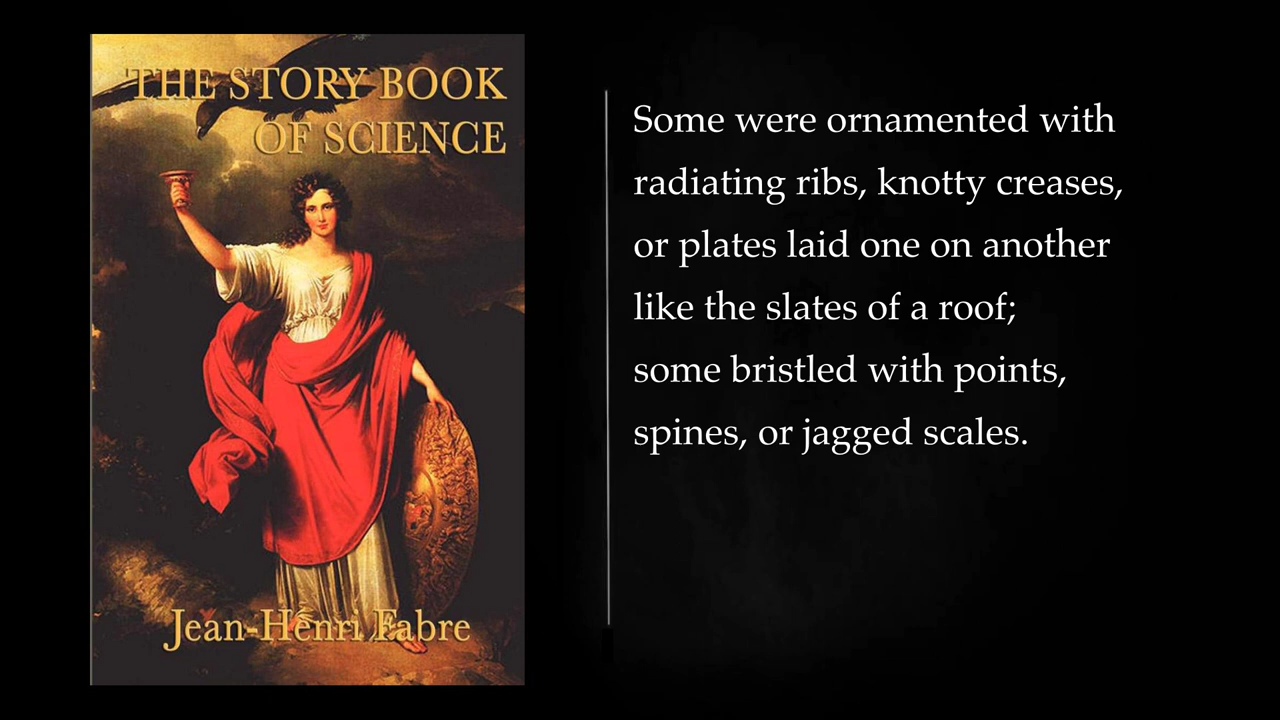 THE STORY BOOK
OF SCIENCE
Jean-Henri Fabre
Some were ornamented with
radiating ribs, knotty creases,
or plates laid one on another
like the slates of a roof;
some bristled with points,
spines, or jagged scales.